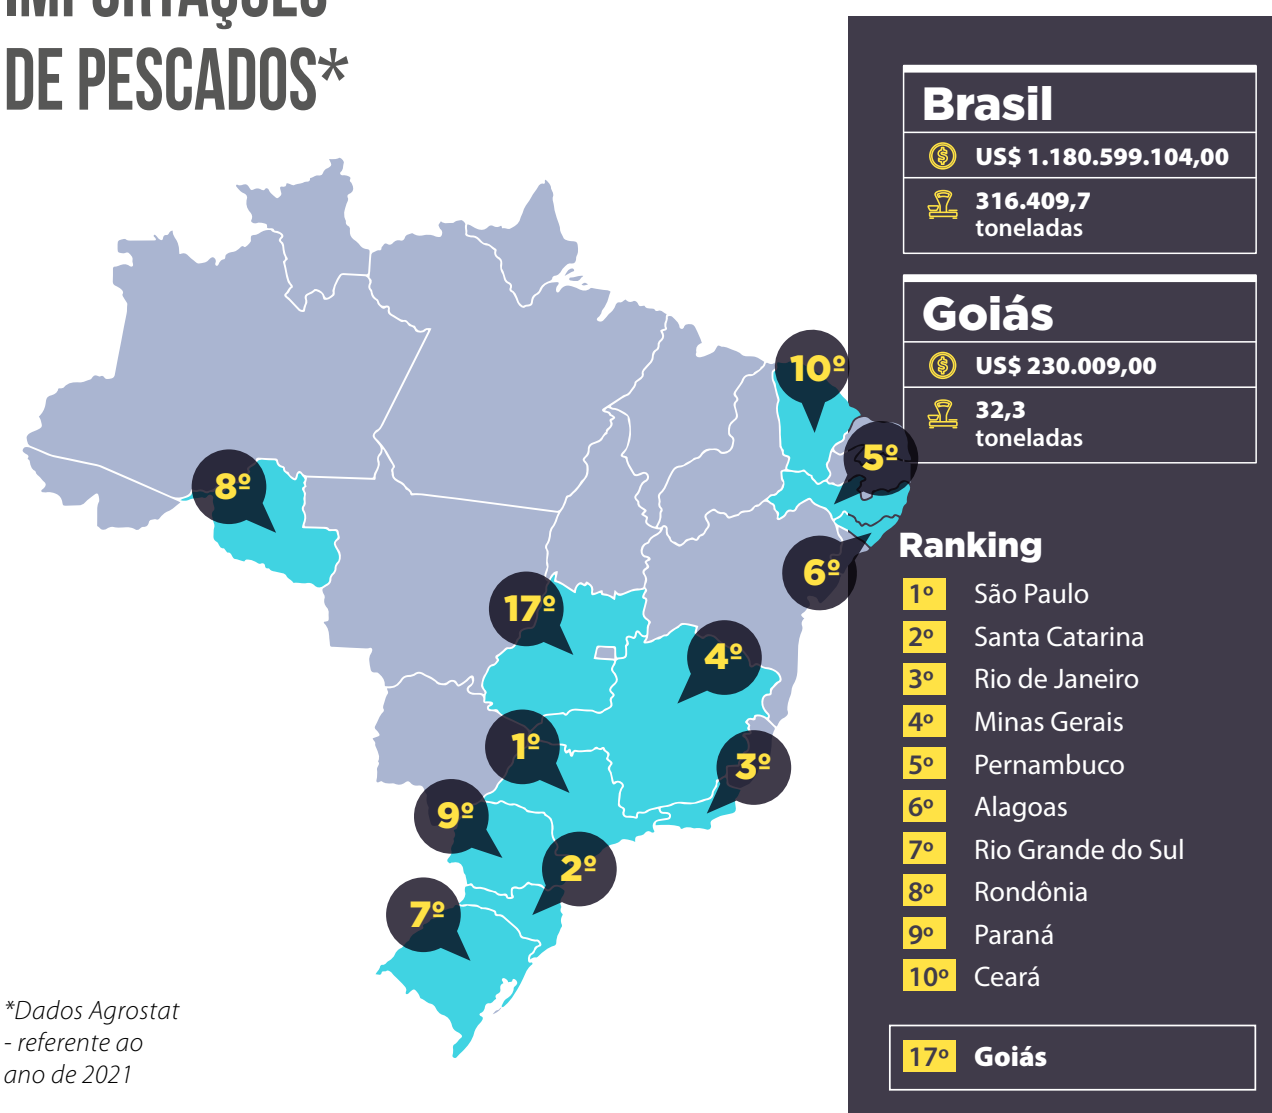 IMPORTAÇÕES
DE PESCADOS*
Brasil
US$ 1.180.599.104,00
316.409,7
toneladas
Goiás
US$ 230.009,00
32,3
toneladas
10º
5º
8º
6º
17º
4º
1º
3º
9º
2º
7º
Ranking
1º São Paulo
2º Santa Catarina
3º Rio de Janeiro
4º Minas Gerais
5º Pernambuco
6º Alagoas
7º Rio Grande do Sul
8º Rondônia
9º Paraná
10º Ceará
17º Goiás
*Dados Agrostat
- referente ao
ano de 2021